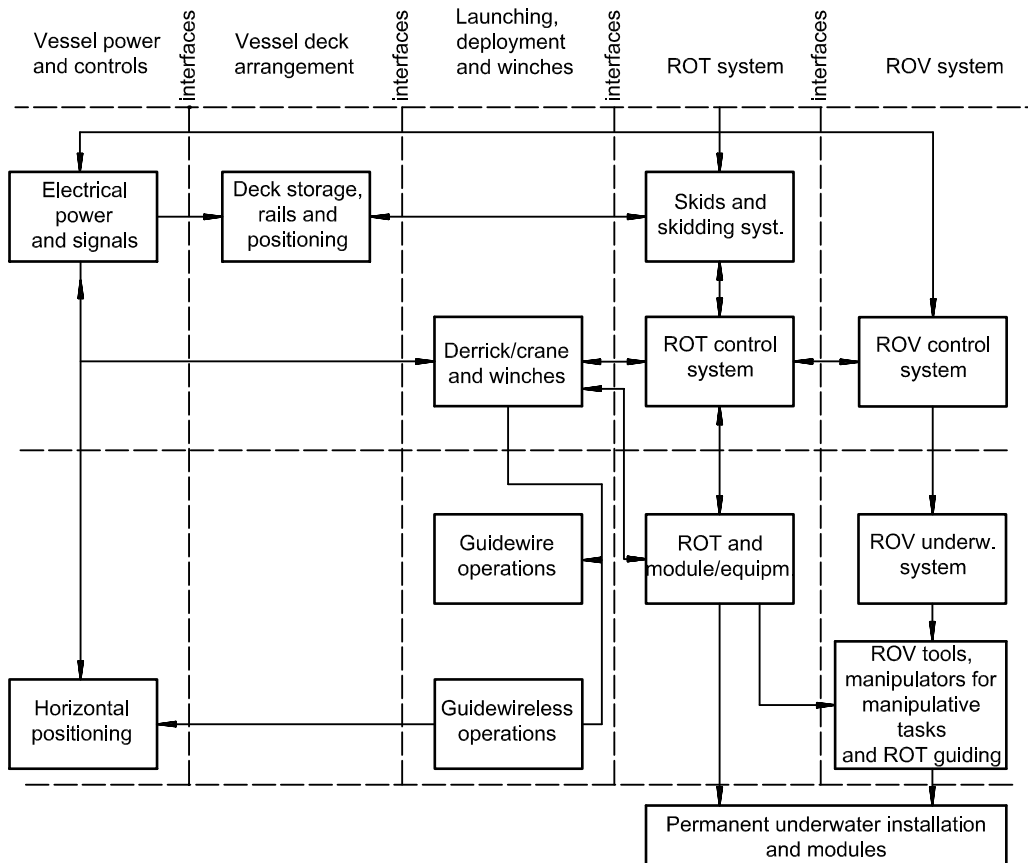 Vessel power
and controls
interfaces
Vessel deck
arrangement
interfaces
Launching,
deployment
and winches
interfaces
ROT system
interfaces
ROV system
Electrical
power
and signals
Deck storage,
rails and
positioning
Skids and
skidding syst.
Derrick/crane
and winches
ROT control
system
ROV control
system
Guidewire
operations
ROT and
module/equipm.
ROV underw.
system
Horizontal
positioning
Guidewireless
operations
ROV tools,
manipulators for
manipulative
tasks
and ROT guiding
Permanent underwater installation
and modules